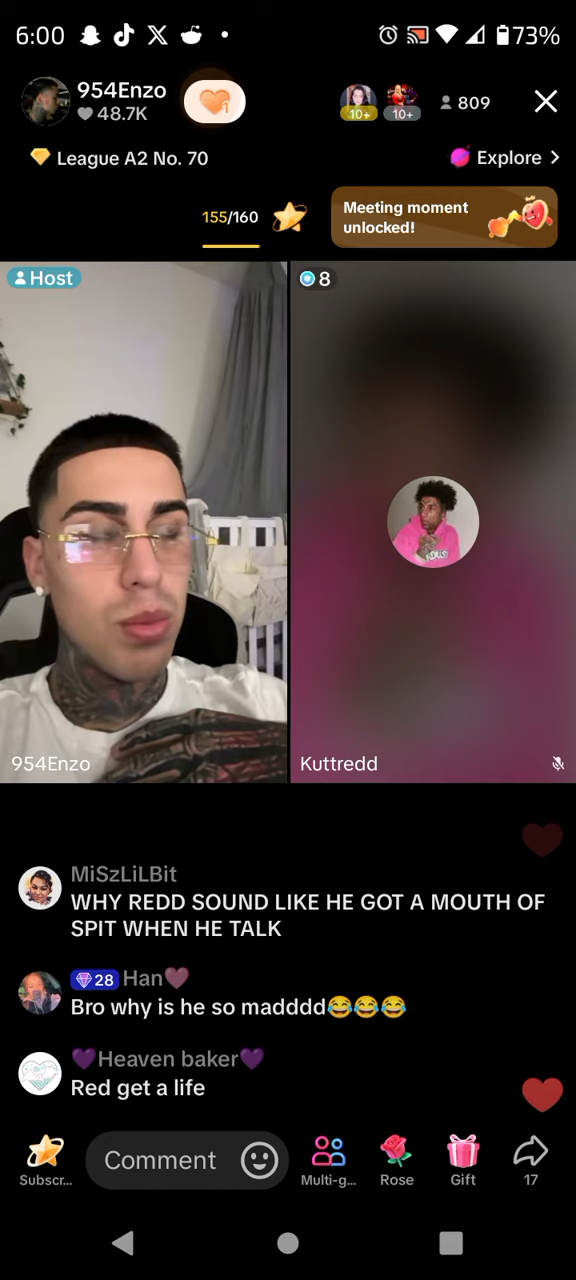 6:00
73%
954Enzo
48.7K
1
10+
10+
809
League A2 No. 70
Explore
155/160
Meeting moment
unlocked!
Host
8
954Enzo
Kuttredd
MiSzLiLBit
WHY REDD SOUND LIKE HE GOT A MOUTH OF
SPIT WHEN HE TALK
28 Han🩷
Bro why is he so madddd😂😂😂
💜Heaven baker💜
Red get a life
Comment
Subscr...
Multi-g...
Rose
Gift
17